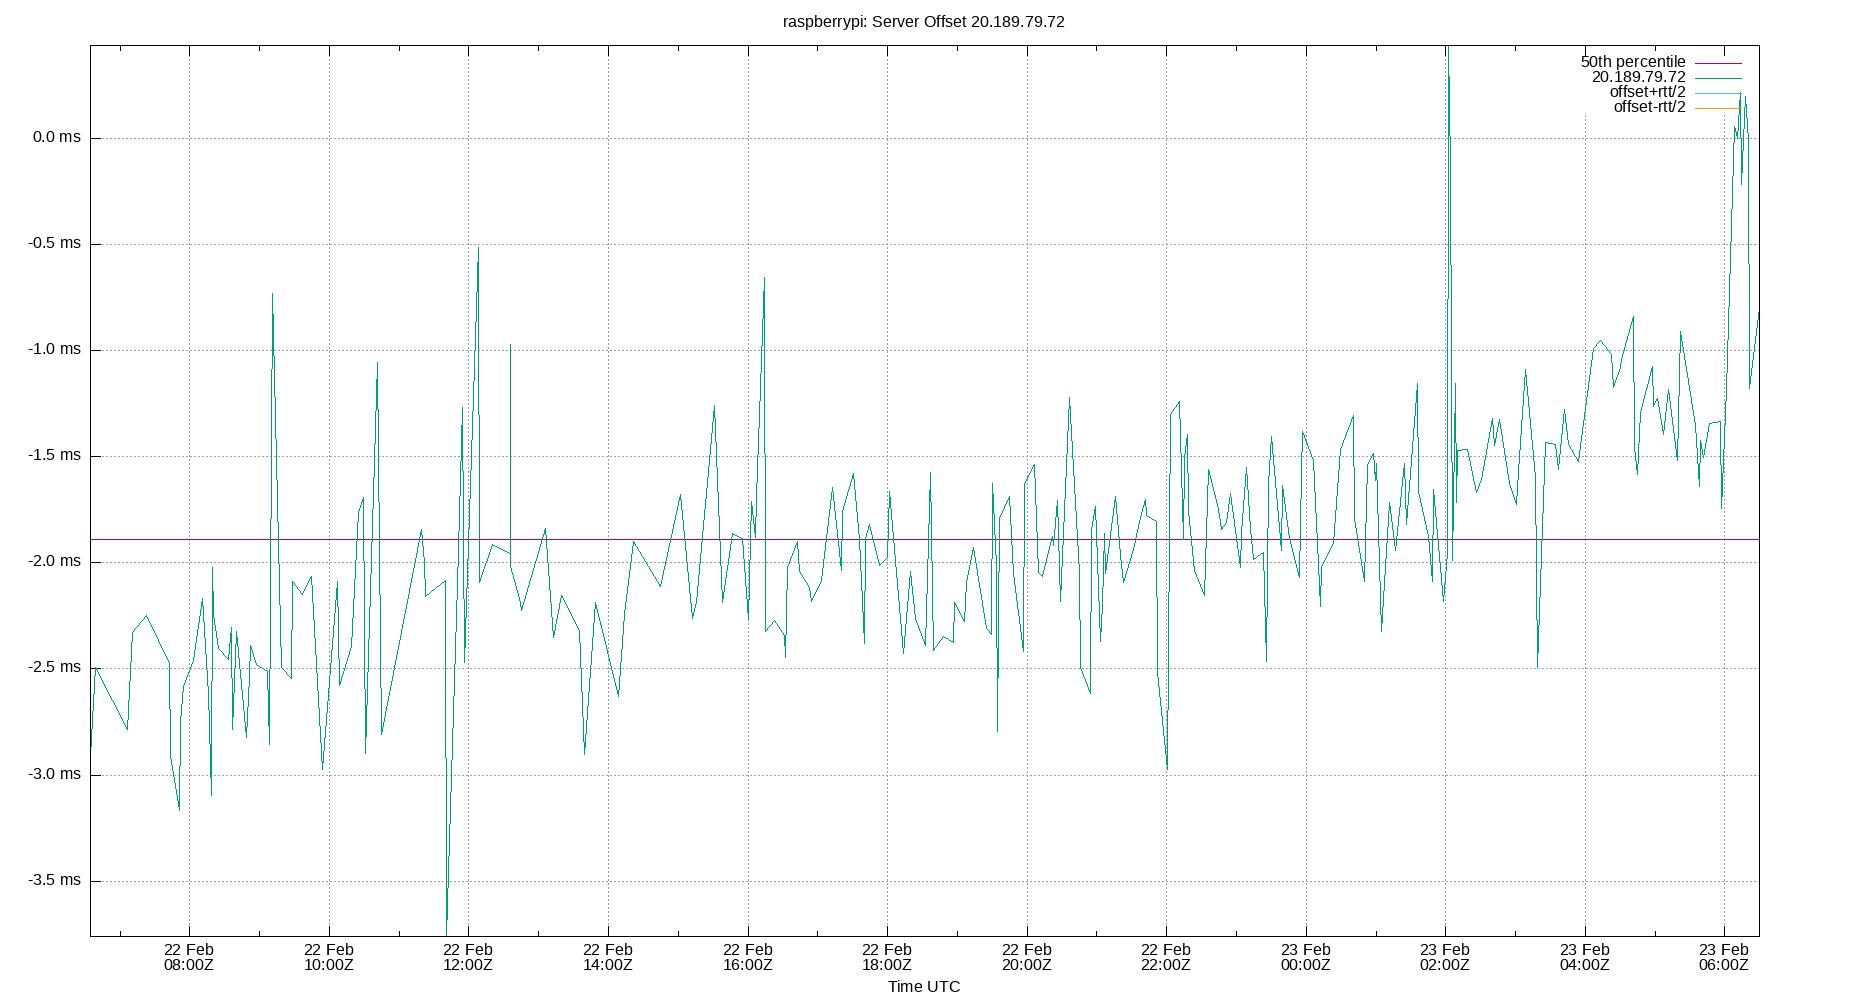 raspberrypi: Server Offset 20.189.79.72
50th percentile
20.189.79.72
offset+rtt/2
offset-rtt/2
0.0 ms
-0.5 ms
-1.0 ms
-1.5 ms
-2.0 ms
-2.5 ms
-3.0 ms
-3.5 ms
22 Feb 22 Feb 22 Feb 22 Feb 22 Feb 22 Feb 22 Feb 22 Feb 23 Feb 23 Feb 23 Feb 23 Feb
08:00Z 10:00Z 12:00Z 14:00Z 16:00Z 18:00Z 20:00Z 22:00Z 00:00Z 02:00Z 04:00Z 06:00Z
Time UTC